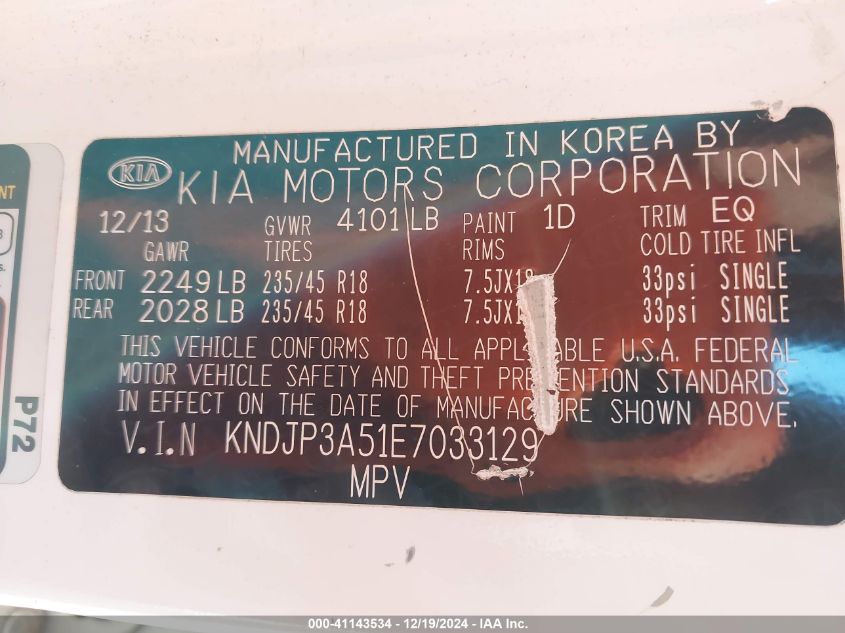 MANUFACTURED IN KOREA BY
KIA KIA MOTORS CORPORATION
12/13 GVWR 4101 LB PAINT 1D TRIM EQ
GAWR TIRES RIMS COLD TIRE INFL
FRONT 2249 LB 235/45 R18 7.5JX18 33psi SINGLE
REAR 2028 LB 235/45 R18 33psi SINGLE
THIS VEHICLE CONFORMS TO ALL U.S.A. FEDERAL
MOTOR VEHICLE SAFETY AND THEFT STANDARDS
IN EFFECT ON THE DATE OF SHOWN ABOVE.
V.I.N KNDJP3A51E7033129
MPV
P72
000-41143534 - 12/19/2024 - IAA Inc.